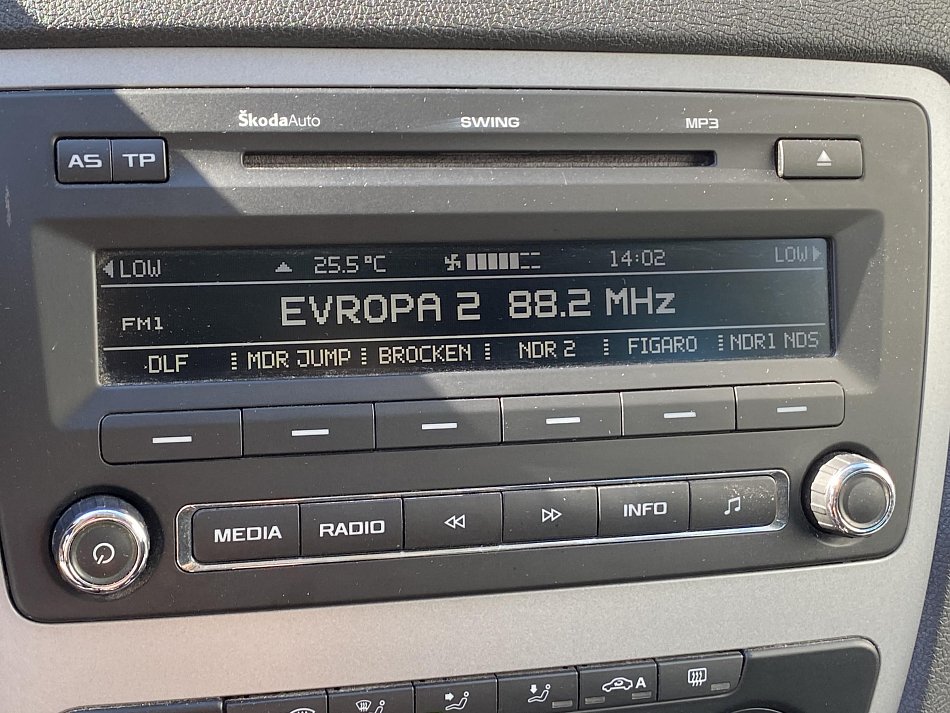 ŠkodaAuto SWING MP3
AS TP
LOW 25.5°C 14:02 LOW
EVROPA 2 88.2 MHz
FM1
DLF MDR JUMP BROCKEN NDR 2 FIGARO NDR1 NDS
MEDIA RADIO INFO
A